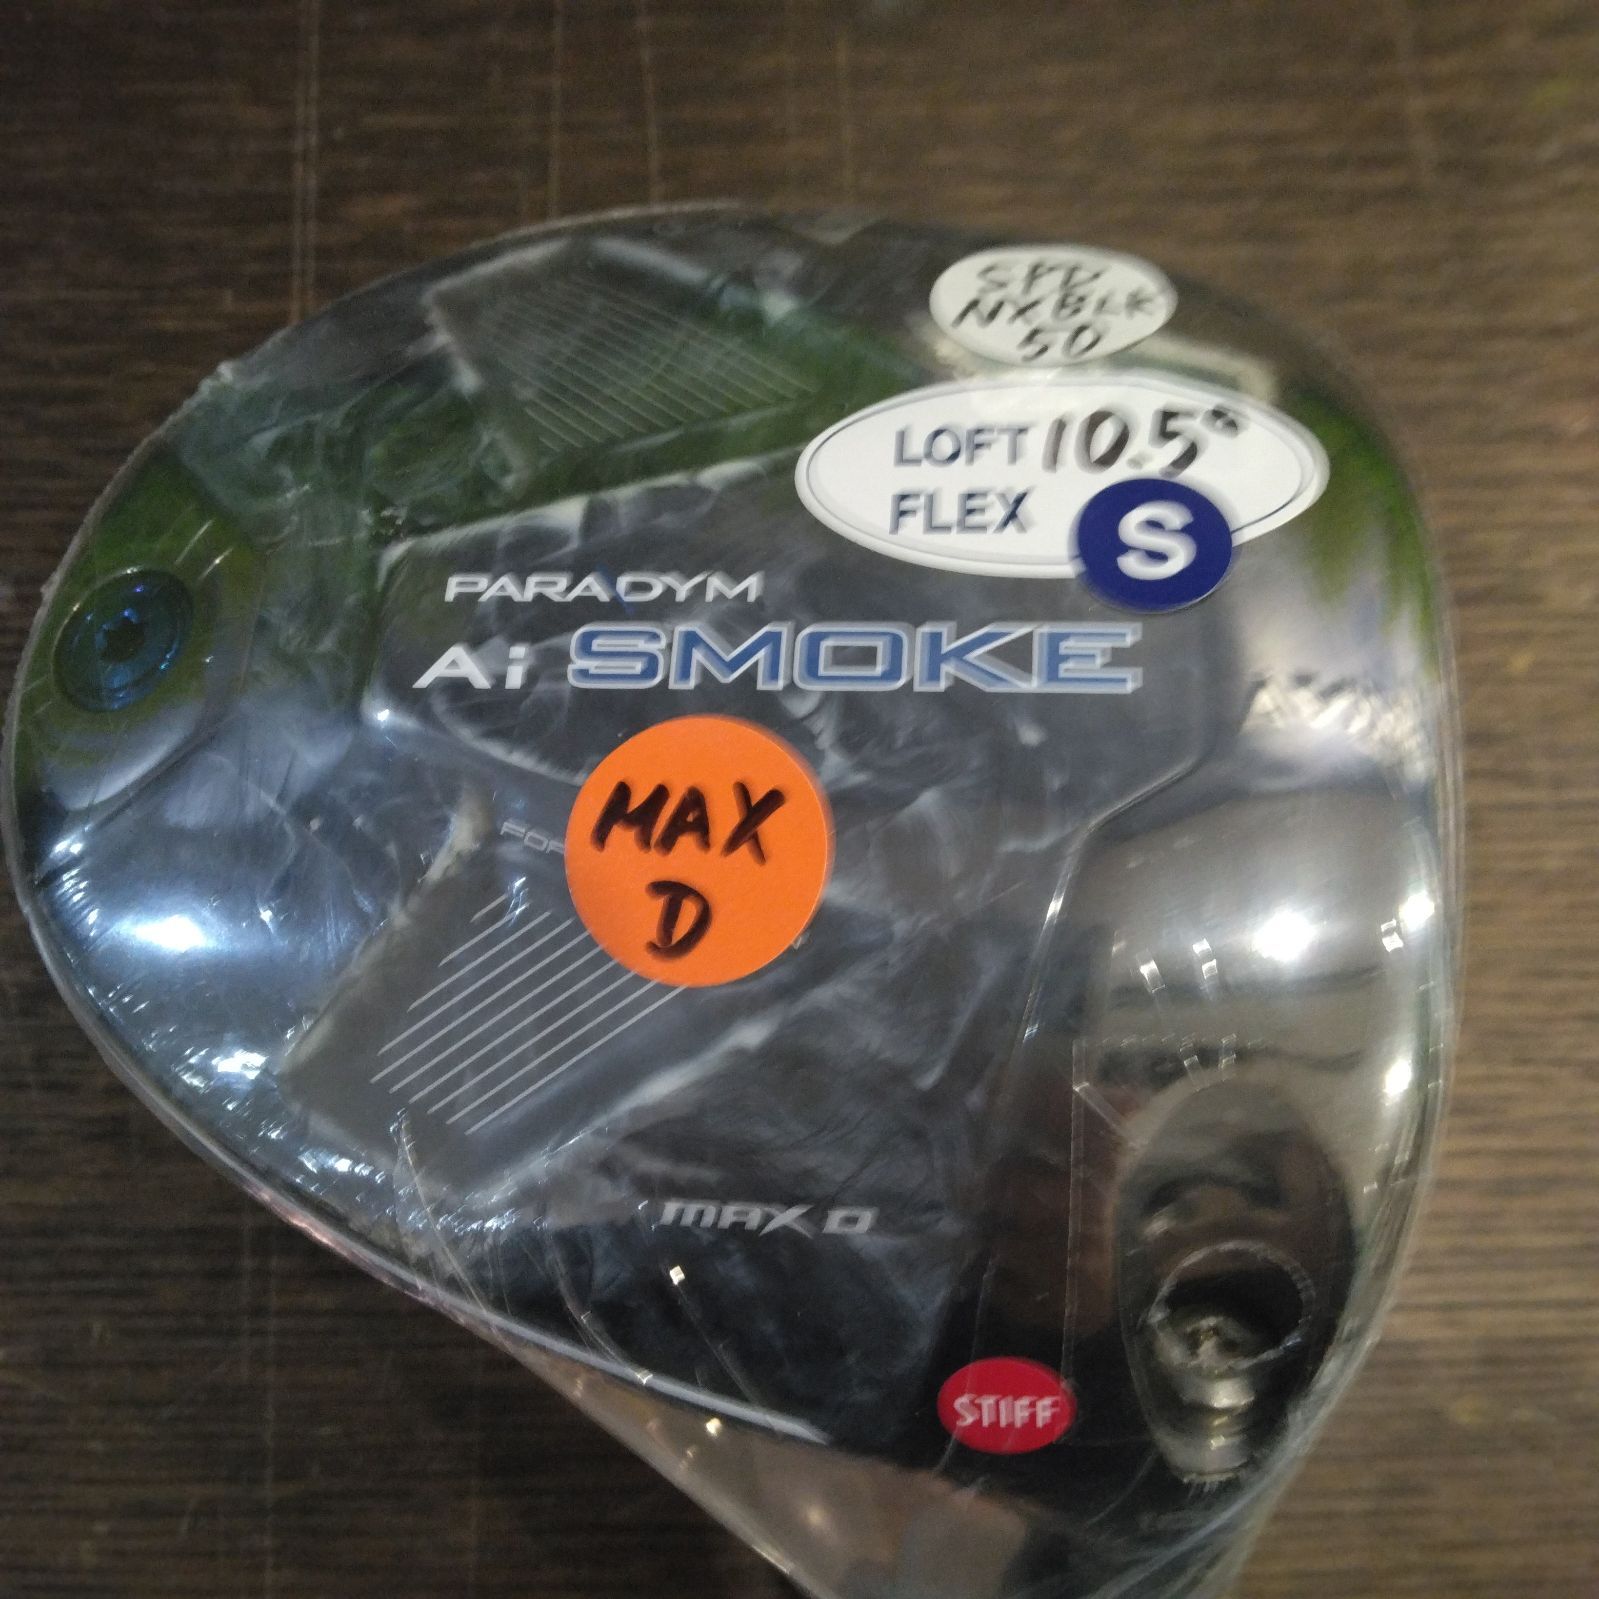 SPD
NXBLK
50
LOFT 10.5°
FLEX S
PARADYM
Ai SMOKE
MAX
D
MAX D
STIFF